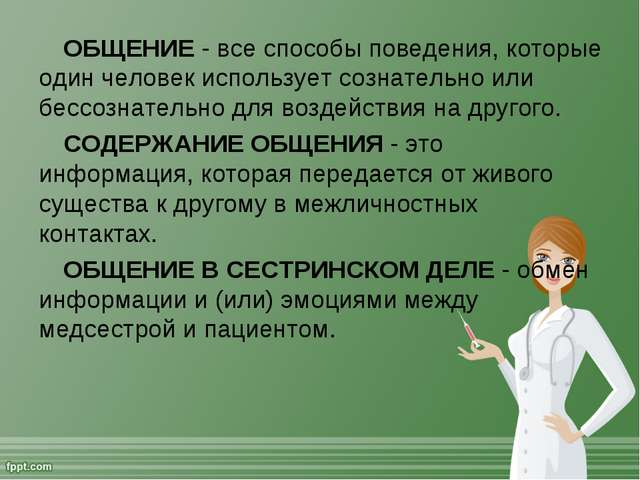 ОБЩЕНИЕ - все способы поведения, которые
один человек использует сознательно или
бессознательно для воздействия на другого.
СОДЕРЖАНИЕ ОБЩЕНИЯ - это
информация, которая передается от живого
существа к другому в межличностных
контактах.
ОБЩЕНИЕ В СЕСТРИНСКОМ ДЕЛЕ - обмен
информации и (или) эмоциями между
медсестрой и пациентом.
fppt.com